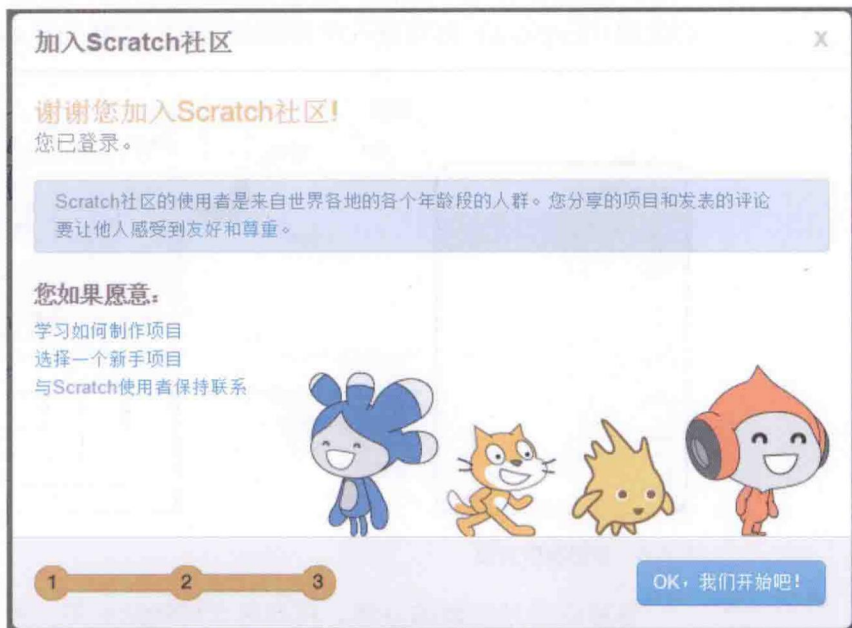 加入Scratch社区
X
谢谢您加入Scratch社区!
您已登录。
Scratch社区的使用者是来自世界各地的各个年龄段的人群。您分享的项目和发表的评论
要让他人感受到友好和尊重。
您如果愿意：
学习如何制作项目
选择一个新手项目
与Scratch使用者保持联系
1 2 3
OK，我们开始吧!